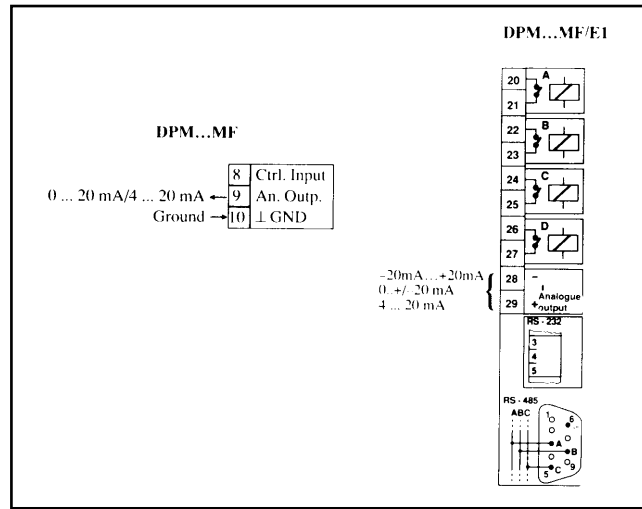 DPM...MF/E1
20 A
21
22 B
23
24 C
25
26 D
27
28 −
29 + Analogue output
−20mA...+20mA
0..+/−20 mA
4 ... 20 mA
RS - 232
3
4
5
RS - 485
ABC
1 6
A
B
C
5 9
DPM...MF
8 Ctrl. Input
0 ... 20 mA/4 ... 20 mA 9 An. Outp.
Ground 10 ⊥ GND